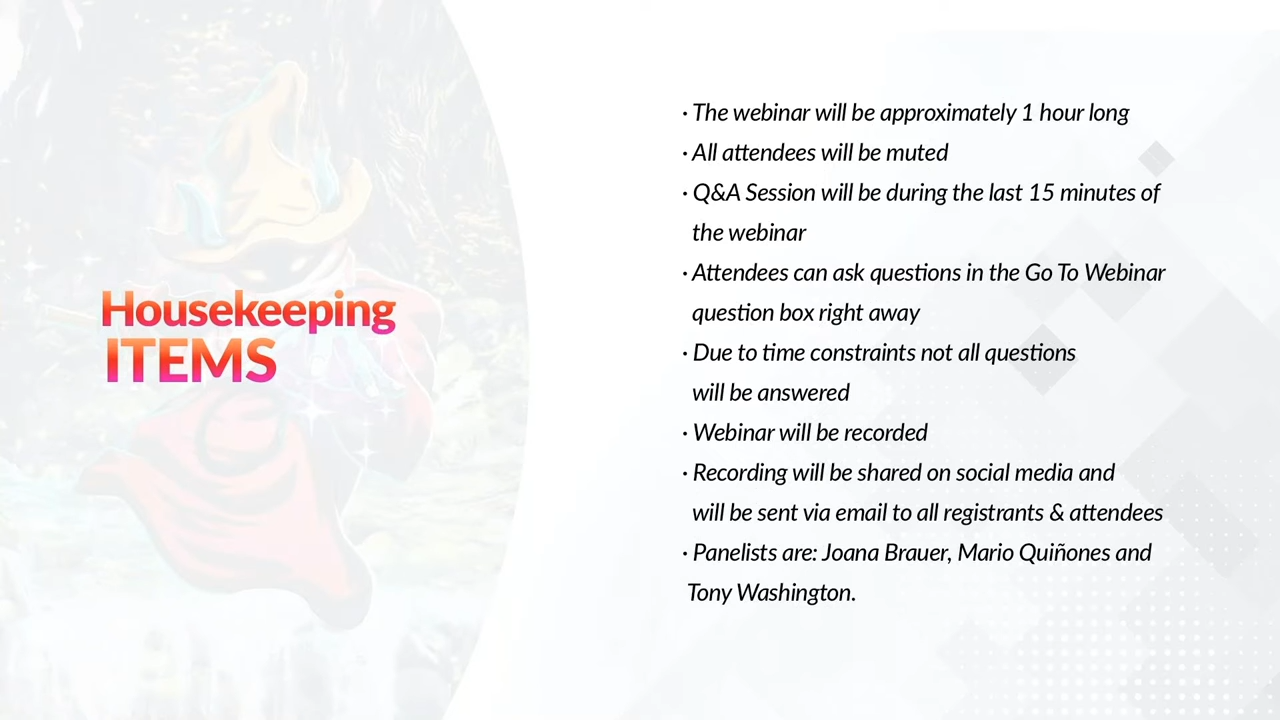 Housekeeping
ITEMS
· The webinar will be approximately 1 hour long
· All attendees will be muted
· Q&A Session will be during the last 15 minutes of
the webinar
· Attendees can ask questions in the Go To Webinar
question box right away
· Due to time constraints not all questions
will be answered
· Webinar will be recorded
· Recording will be shared on social media and
will be sent via email to all registrants & attendees
· Panelists are: Joana Brauer, Mario Quiñones and
Tony Washington.